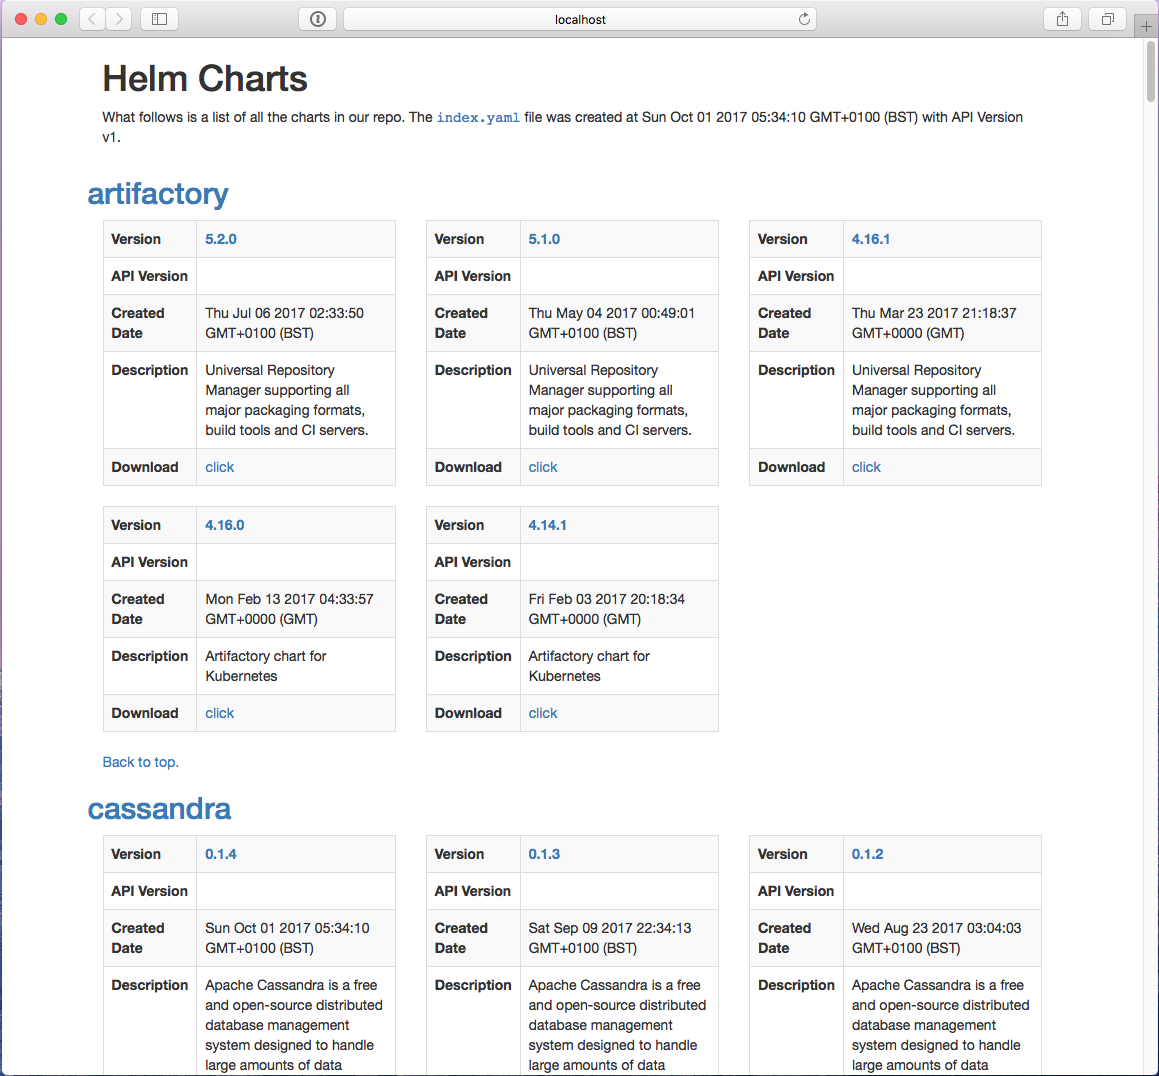 localhost
Helm Charts
What follows is a list of all the charts in our repo. The index.yaml file was created at Sun Oct 01 2017 05:34:10 GMT+0100 (BST) with API Version
v1.
artifactory
Version 5.2.0
API Version
Created Date Thu Jul 06 2017 02:33:50
GMT+0100 (BST)
Description Universal Repository
Manager supporting all
major packaging formats,
build tools and CI servers.
Download click
Version 5.1.0
API Version
Created Date Thu May 04 2017 00:49:01
GMT+0100 (BST)
Description Universal Repository
Manager supporting all
major packaging formats,
build tools and CI servers.
Download click
Version 4.16.1
API Version
Created Date Thu Mar 23 2017 21:18:37
GMT+0000 (GMT)
Description Universal Repository
Manager supporting all
major packaging formats,
build tools and CI servers.
Download click
Version 4.16.0
API Version
Created Date Mon Feb 13 2017 04:33:57
GMT+0000 (GMT)
Description Artifactory chart for
Kubernetes
Download click
Version 4.14.1
API Version
Created Date Fri Feb 03 2017 20:18:34
GMT+0000 (GMT)
Description Artifactory chart for
Kubernetes
Download click
Back to top.
cassandra
Version 0.1.4
API Version
Created Date Sun Oct 01 2017 05:34:10
GMT+0100 (BST)
Description Apache Cassandra is a free
and open-source distributed
database management
system designed to handle
large amounts of data
Version 0.1.3
API Version
Created Date Sat Sep 09 2017 22:34:13
GMT+0100 (BST)
Description Apache Cassandra is a free
and open-source distributed
database management
system designed to handle
large amounts of data
Version 0.1.2
API Version
Created Date Wed Aug 23 2017 03:04:03
GMT+0100 (BST)
Description Apache Cassandra is a free
and open-source distributed
database management
system designed to handle
large amounts of data